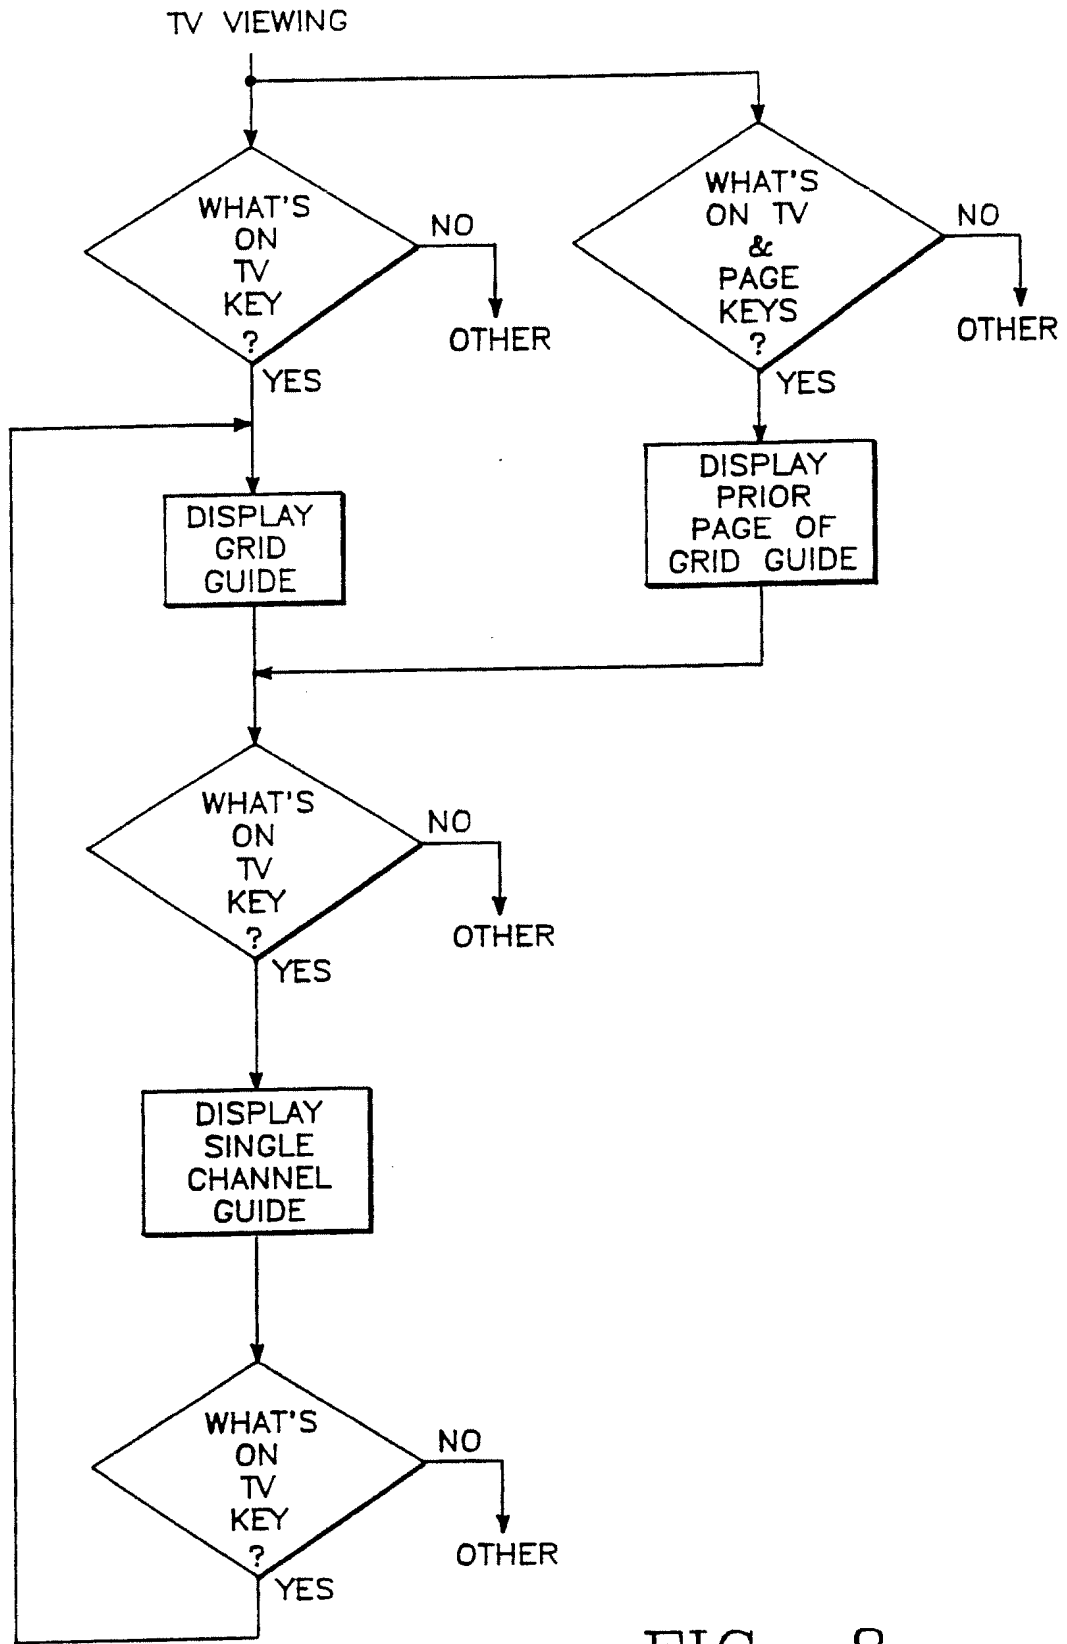 TV VIEWING
WHAT'S
ON
TV
KEY
?
NO
OTHER
YES
WHAT'S
ON TV
&
PAGE
KEYS
?
NO
OTHER
YES
DISPLAY
GRID
GUIDE
DISPLAY
PRIOR
PAGE OF
GRID GUIDE
WHAT'S
ON
TV
KEY
?
NO
OTHER
YES
DISPLAY
SINGLE
CHANNEL
GUIDE
WHAT'S
ON
TV
KEY
?
NO
OTHER
YES
FIG. 8